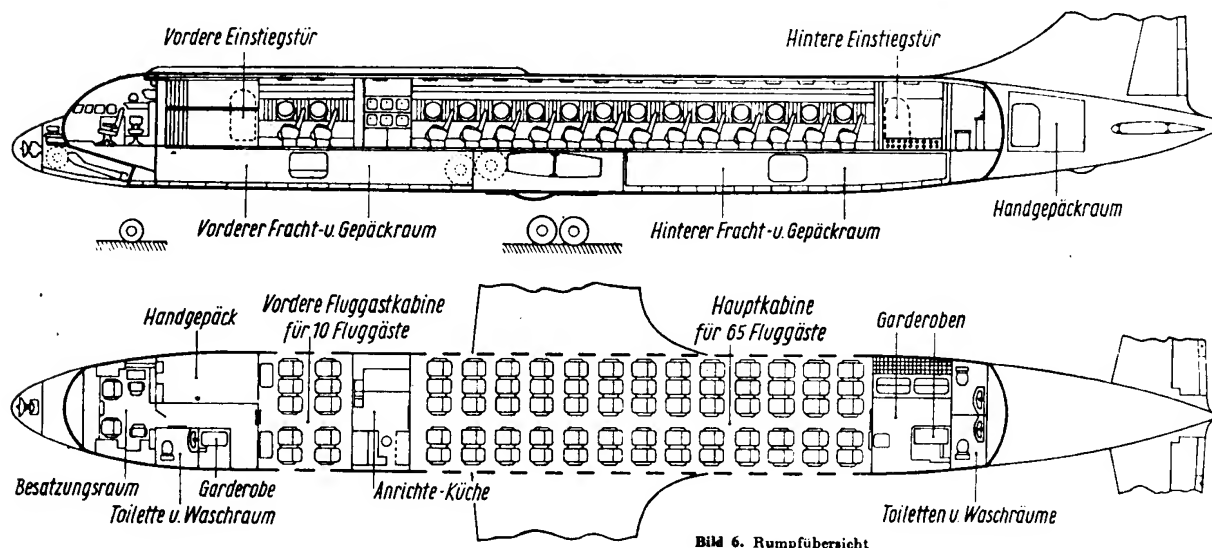 Vordere Einstiegstür
Hintere Einstiegstür
Vorderer Fracht- u. Gepäckraum
Hinterer Fracht- u. Gepäckraum
Handgepäckraum
Handgepäck
Vordere Fluggastkabine
für 10 Fluggäste
Hauptkabine
für 65 Fluggäste
Garderoben
Besatzungsraum
Toilette u. Waschraum
Garderobe
Anrichte-Küche
Toiletten u. Waschräume
Bild 6. Rumpfübersicht